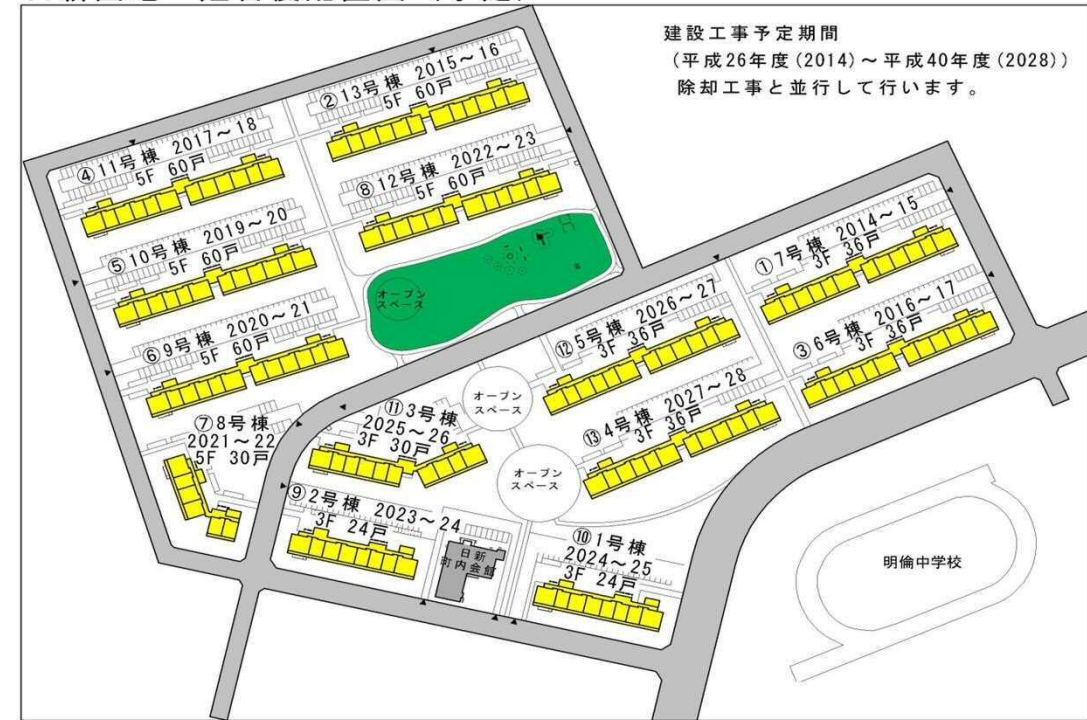 建設工事予定期間
(平成26年度(2014)～平成40年度(2028))
除却工事と並行して行います。
②13号棟 2015～16
5F 60戸
④11号棟 2017～18
5F 60戸
⑧12号棟 2022～23
5F 60戸
⑤10号棟 2019～20
5F 60戸
①7号棟 2014～15
3F 36戸
オープン
スペース
⑥9号棟 2020～21
5F 60戸
⑫5号棟 2026～27
3F 36戸
③6号棟 2016～17
3F 36戸
⑦8号棟
2021～22
5F 30戸
⑪3号棟
2025～26
3F 30戸
オープン
スペース
⑬4号棟 2027～28
3F 36戸
オープン
スペース
⑨2号棟 2023～24
3F 24戸
日新
町内会館
⑩1号棟
2024～25
3F 24戸
明倫中学校